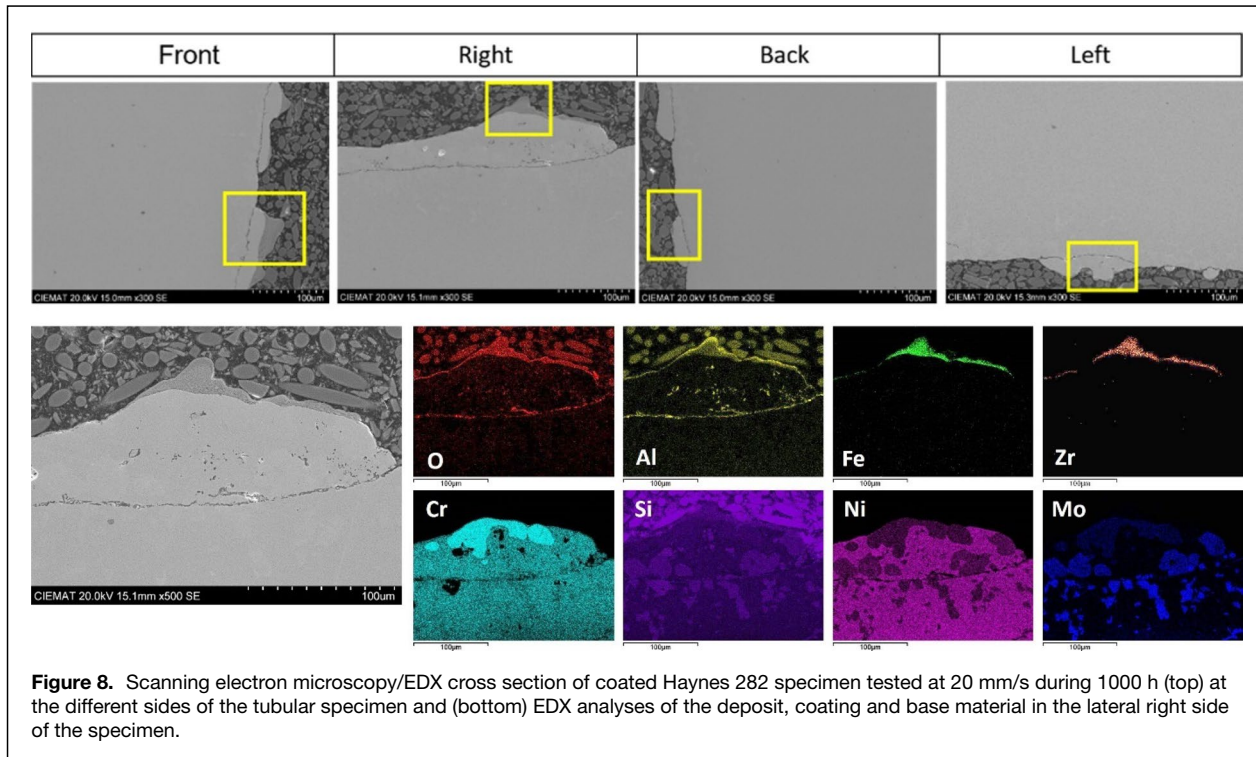 Front Right Back Left
CIEMAT 20.0kV 15.0mm x300 SE 100um
CIEMAT 20.0kV 15.1mm x300 SE 100um
CIEMAT 20.0kV 15.0mm x300 SE 100um
CIEMAT 20.0kV 15.3mm x300 SE 100um
CIEMAT 20.0kV 15.1mm x500 SE 100um
O Al Fe Zr
100µm 100µm 100µm 100µm
Cr Si Ni Mo
100µm 100µm 100µm 100µm
Figure 8. Scanning electron microscopy/EDX cross section of coated Haynes 282 specimen tested at 20 mm/s during 1000 h (top) at
the different sides of the tubular specimen and (bottom) EDX analyses of the deposit, coating and base material in the lateral right side
of the specimen.